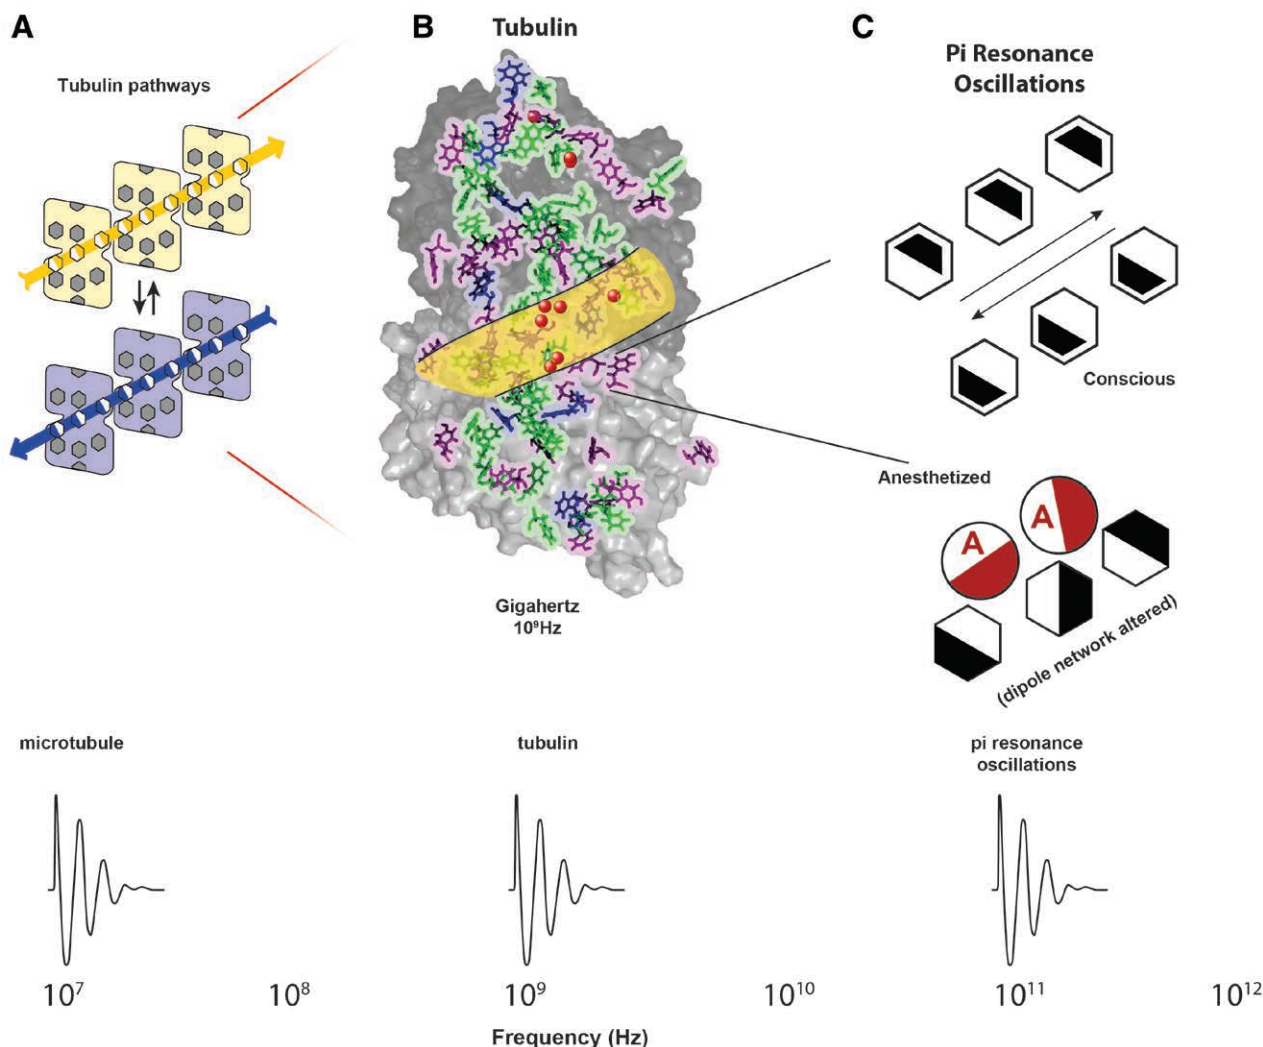 A
Tubulin pathways
B
Tubulin
Gigahertz
10⁹Hz
C
Pi Resonance
Oscillations
Conscious
Anesthetized
A
A
(dipole network altered)
microtubule
tubulin
pi resonance
oscillations
10⁷ 10⁸ 10⁹ 10¹⁰ 10¹¹ 10¹²
Frequency (Hz)